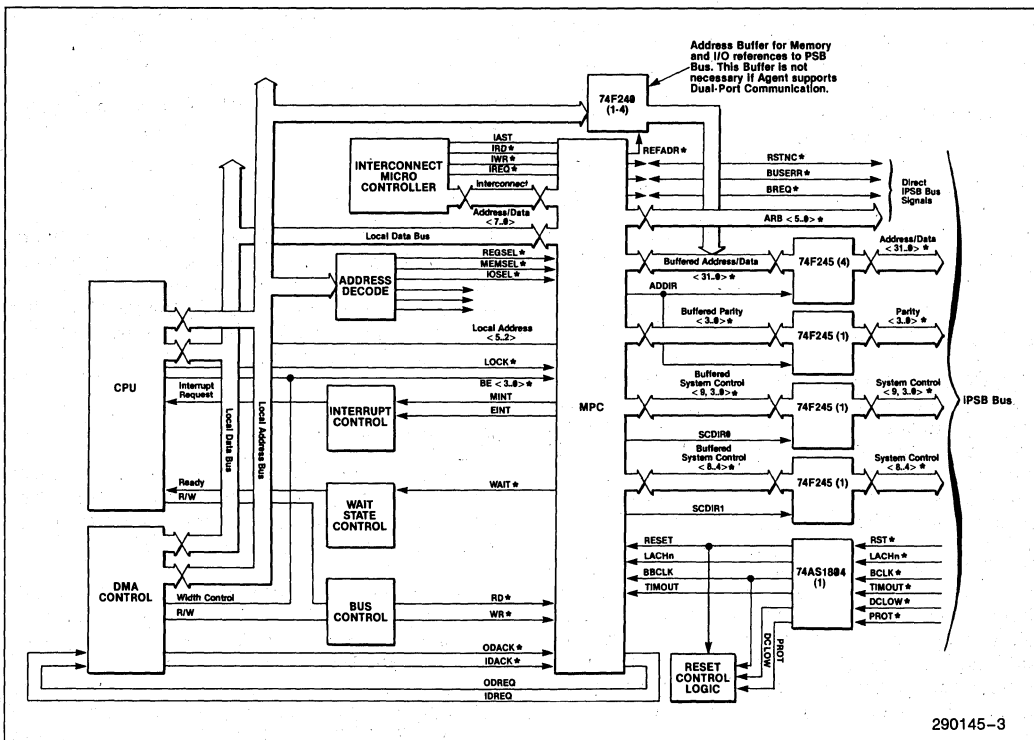 Address Buffer for Memory
and I/O references to PSB
Bus. This Buffer is not
necessary if Agent supports
Dual-Port Communication.
74F240
(1-4)
REFADR*
INTERCONNECT
MICRO
CONTROLLER
IAST
IRD*
IWR*
IREQ*
Interconnect
Address/Data
<7..0>
Local Data Bus
RSTNC*
BUSERR*
BREQ*
ARB <5..0>*
Direct
iPSB Bus
Signals
ADDRESS
DECODE
REGSEL*
MEMSEL*
IOSEL*
Buffered Address/Data
<31..0>*
74F245 (4)
Address/Data
<31..0>*
ADDIR
Buffered Parity
<3..0>*
74F245 (1)
Parity
<3..0>*
Local Address
<5..2>
CPU
LOCK*
BE <3..0>*
Interrupt
Request
INTERRUPT
CONTROL
MINT
EINT
MPC
Buffered
System Control
<9, 3..0>*
74F245 (1)
System Control
<9, 3..0>*
iPSB Bus
SCDIR0
Buffered
System Control
<8..4>*
74F245 (1)
System Control
<8..4>*
SCDIR1
Local Data Bus
Local Address Bus
Ready
R/W
WAIT
STATE
CONTROL
WAIT*
DMA
CONTROL
Width Control
R/W
BUS
CONTROL
RD*
WR*
RESET
LACHn
BBCLK
TIMOUT
74AS1804
(1)
RST*
LACHn*
BCLK*
TIMOUT*
DCLOW*
PROT*
PROT
DCLOW
RESET
CONTROL
LOGIC
ODACK*
IDACK*
ODREQ
IDREQ
290145-3